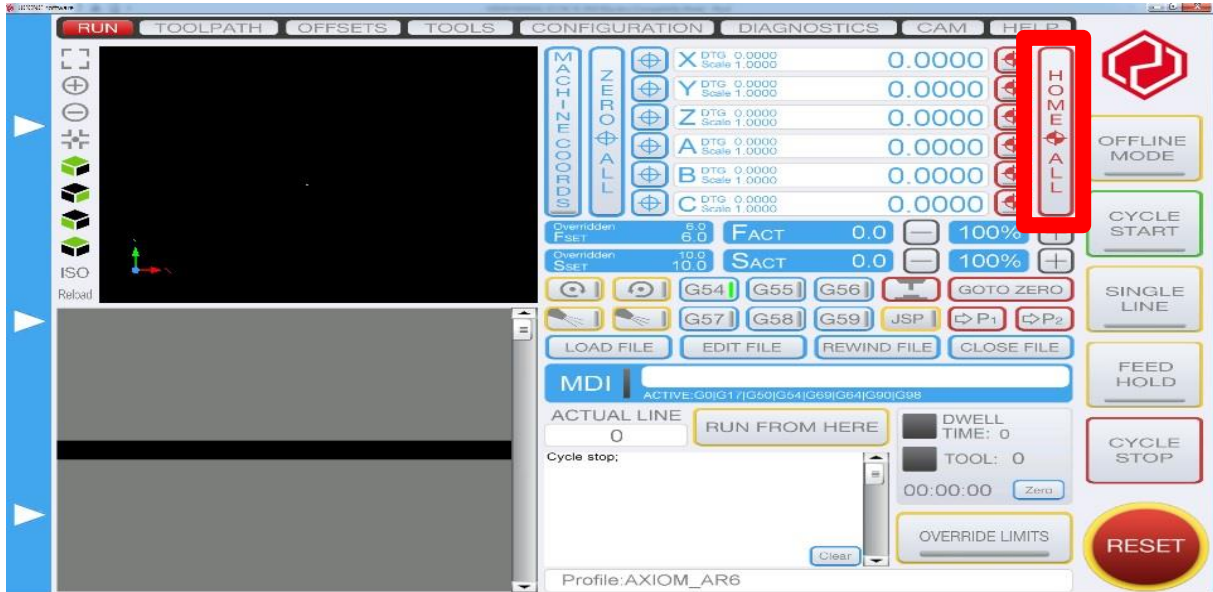 RUN TOOLPATH OFFSETS TOOLS CONFIGURATION DIAGNOSTICS CAM HELP
MACHINE COORDS
ZERO ALL
X DTG 0.0000 Scale 1.0000 0.0000
Y DTG 0.0000 Scale 1.0000 0.0000
Z DTG 0.0000 Scale 1.0000 0.0000
A DTG 0.0000 Scale 1.0000 0.0000
B DTG 0.0000 Scale 1.0000 0.0000
C DTG 0.0000 Scale 1.0000 0.0000
HOME ALL
Overridden 6.0
FSET 6.0 FACT 0.0 100%
Overridden 10.0
SSET 10.0 SACT 0.0 100%
ISO
Reload
G54 G55 G56 GOTO ZERO
G57 G58 G59 JSP P1 P2
LOAD FILE EDIT FILE REWIND FILE CLOSE FILE
MDI
ACTIVE:G0|G17|G50|G54|G69|G64|G90|G98
ACTUAL LINE
0
RUN FROM HERE
DWELL
TIME: 0
TOOL: 0
00:00:00 Zero
Cycle stop;
Clear
OVERRIDE LIMITS
Profile:AXIOM_AR6
OFFLINE
MODE
CYCLE
START
SINGLE
LINE
FEED
HOLD
CYCLE
STOP
RESET